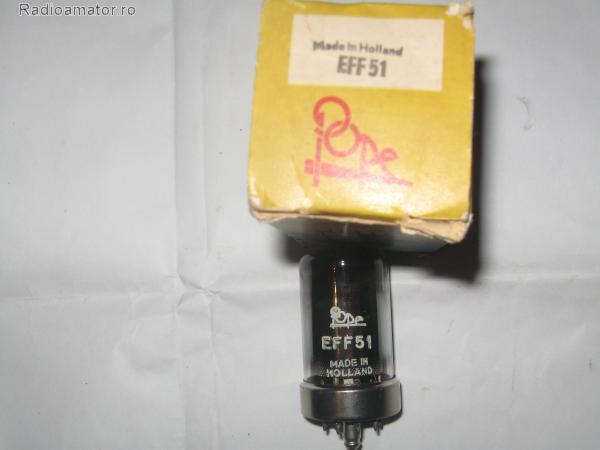 Radioamator.ro
Made in Holland
EFF51
Pope
Pope
EFF51
MADE IN
HOLLAND